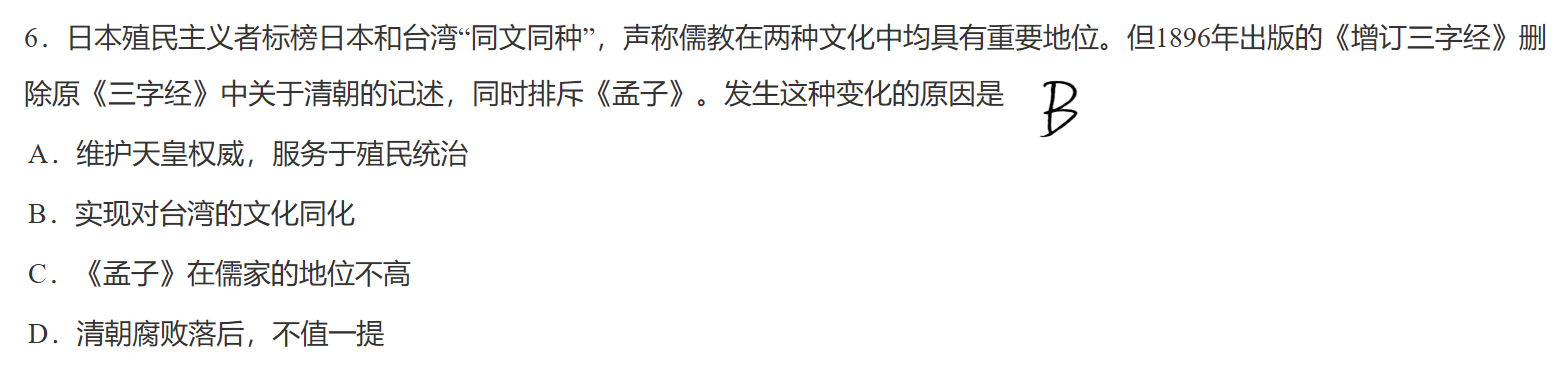 6．日本殖民主义者标榜日本和台湾“同文同种”，声称儒教在两种文化中均具有重要地位。但1896年出版的《增订三字经》删
除原《三字经》中关于清朝的记述，同时排斥《孟子》。发生这种变化的原因是 B
A．维护天皇权威，服务于殖民统治
B．实现对台湾的文化同化
C．《孟子》在儒家的地位不高
D．清朝腐败落后，不值一提